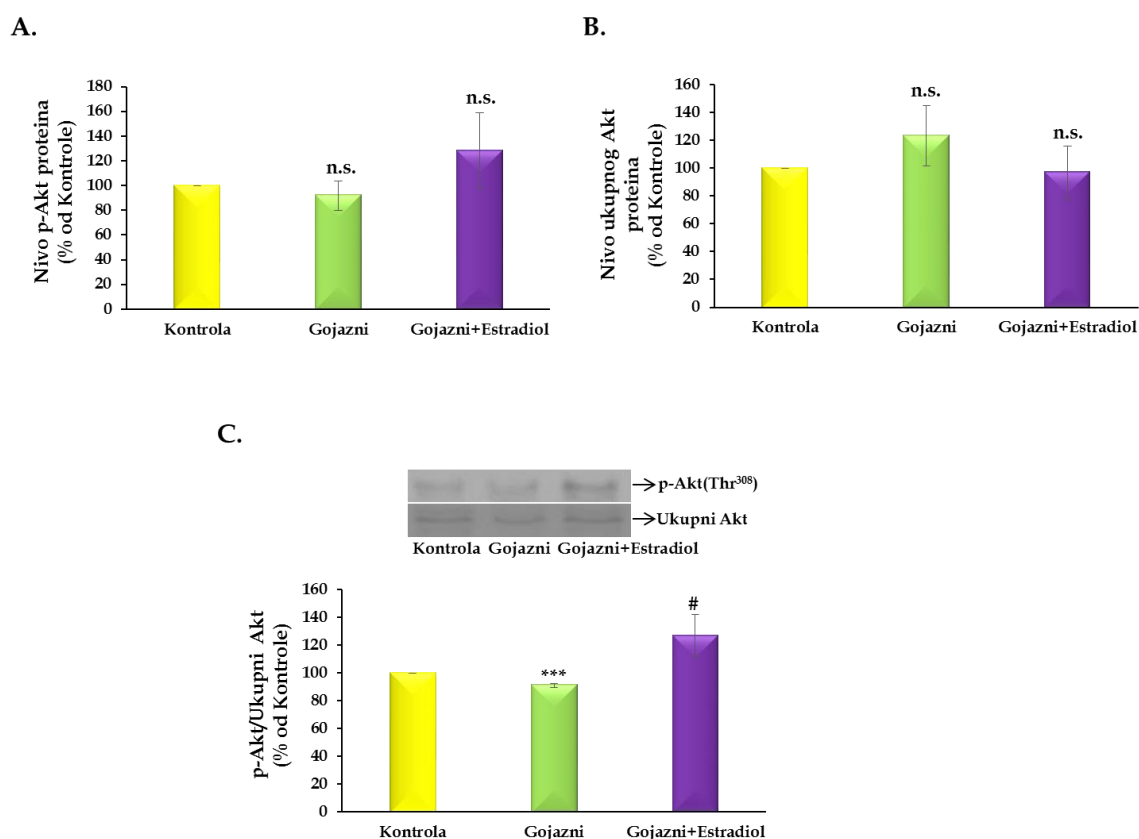 A.
Nivo p-Akt proteina
(% od Kontrole)
180
160
140
120
100
80
60
40
20
0
n.s.
n.s.
Kontrola
Gojazni
Gojazni+Estradiol
B.
Nivo ukupnog Akt
proteina
(% od Kontrole)
160
140
120
100
80
60
40
20
0
n.s.
n.s.
Kontrola
Gojazni
Gojazni+Estradiol
C.
p-Akt(Thr³⁰⁸)
Ukupni Akt
Kontrola Gojazni Gojazni+Estradiol
p-Akt/Ukupni Akt
(% od Kontrole)
160
140
120
100
80
60
40
20
0
***
#
Kontrola
Gojazni
Gojazni+Estradiol